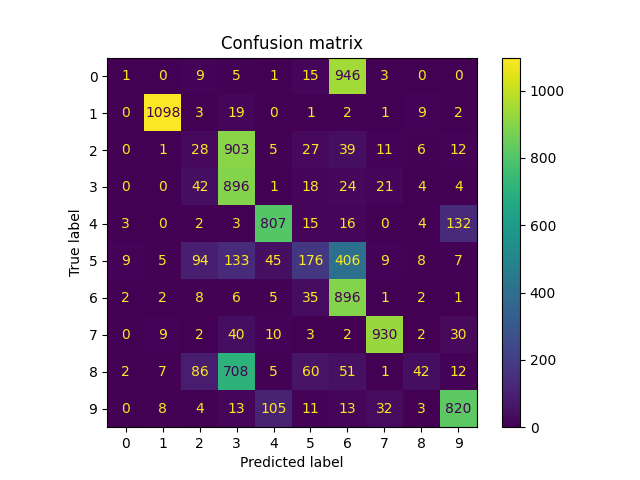 Confusion matrix
0 1 0 9 5 1 15 946 3 0 0
1 0 1098 3 19 0 1 2 1 9 2
2 0 1 28 903 5 27 39 11 6 12
3 0 0 42 896 1 18 24 21 4 4
4 3 0 2 3 807 15 16 0 4 132
5 9 5 94 133 45 176 406 9 8 7
6 2 2 8 6 5 35 896 1 2 1
7 0 9 2 40 10 3 2 930 2 30
8 2 7 86 708 5 60 51 1 42 12
9 0 8 4 13 105 11 13 32 3 820
0 1 2 3 4 5 6 7 8 9
Predicted label
True label
1000
800
600
400
200
0